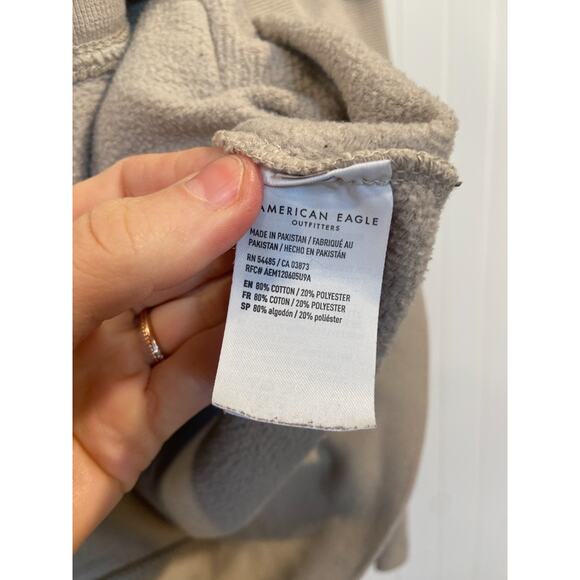 AMERICAN EAGLE
OUTFITTERS
MADE IN PAKISTAN / FABRIQUÉ AU
PAKISTAN / HECHO EN PAKISTÁN
RN 54485 / CA 03873
RFC# AEM120605U9A
EN 80% COTTON / 20% POLYESTER
FR 80% COTON / 20% POLYESTER
SP 80% algodón / 20% poliéster